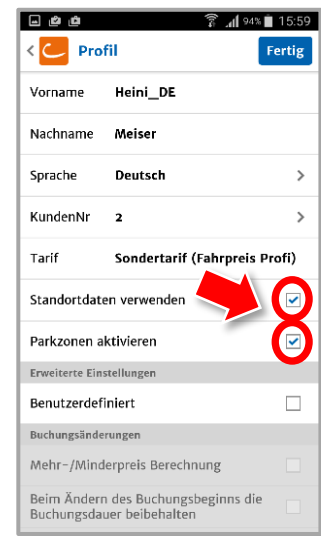 94% 15:59
Profil Fertig
Vorname Heini_DE
Nachname Meiser
Sprache Deutsch
KundenNr 2
Tarif Sondertarif (Fahrpreis Profi)
Standortdaten verwenden
Parkzonen aktivieren
Erweiterte Einstellungen
Benutzerdefiniert
Buchungsänderungen
Mehr-/Minderpreis Berechnung
Beim Ändern des Buchungsbeginns die
Buchungsdauer beibehalten